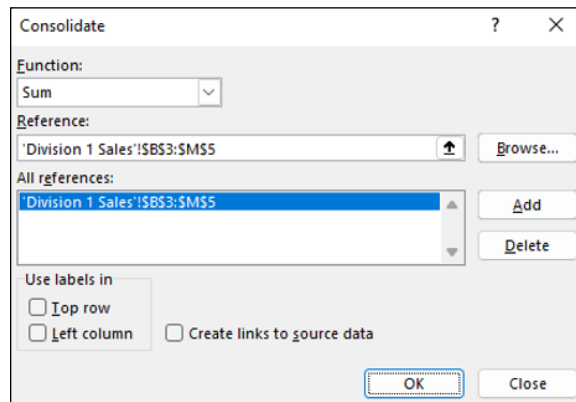 Consolidate ?
Function:
Sum
Reference:
'Division 1 Sales'!$B$3:$M$5 Browse...
All references:
'Division 1 Sales'!$B$3:$M$5 Add
Delete
Use labels in
Top row
Left column Create links to source data
OK Close